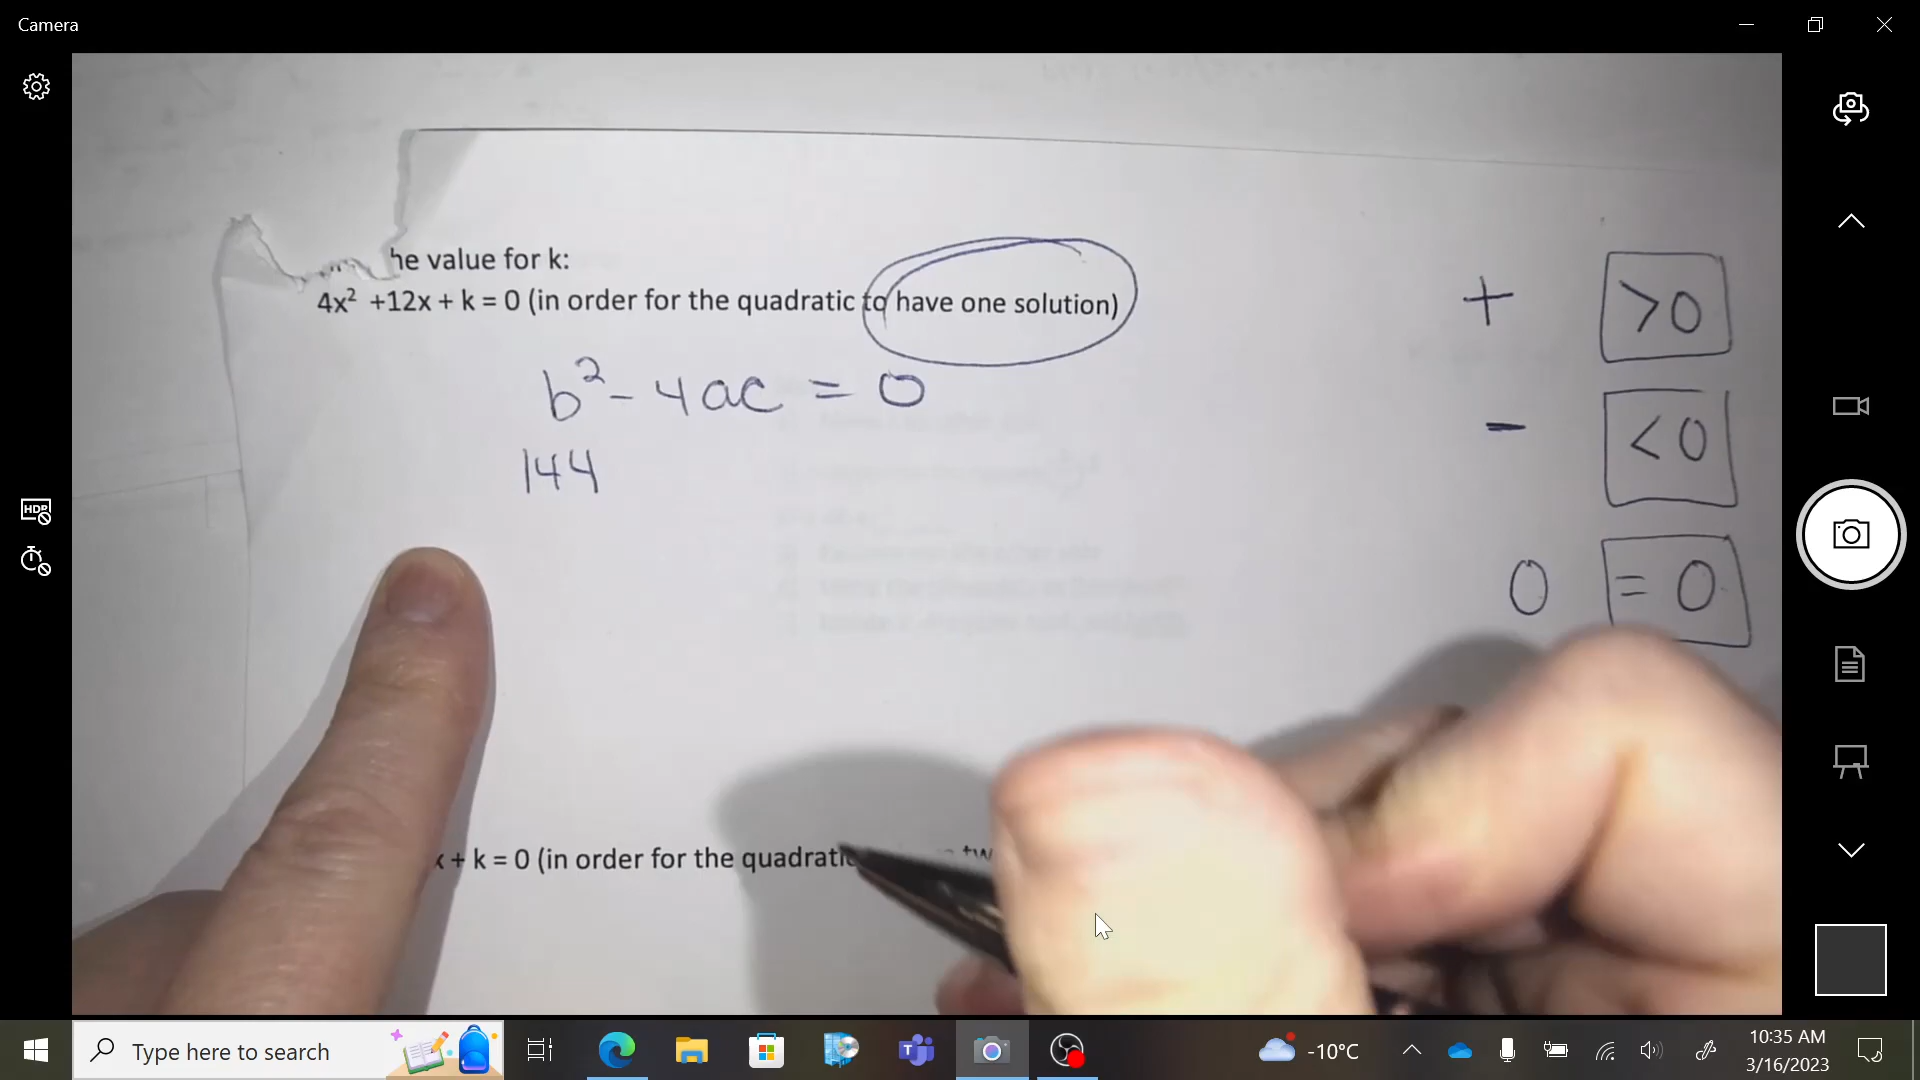 Camera
he value for k:
4x² +12x + k = 0 (in order for the quadratic to have one solution)
b² - 4ac = 0
144
+ >0
- <0
0 = 0
x + k = 0 (in order for the quadratic
Type here to search
-10°C
10:35 AM
3/16/2023